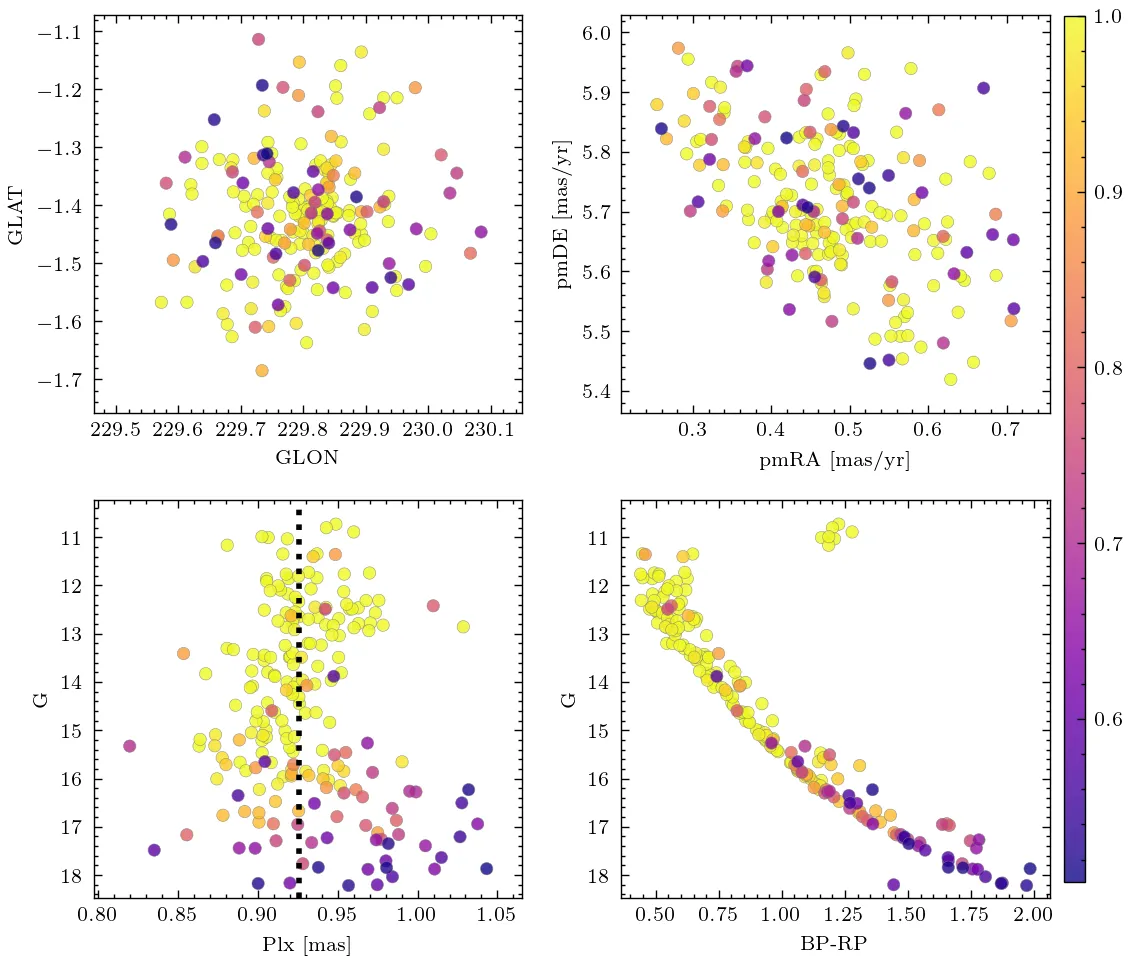 −1.1
−1.2
−1.3
−1.4
−1.5
−1.6
−1.7
GLAT
229.5 229.6 229.7 229.8 229.9 230.0 230.1
GLON
6.0
5.9
5.8
5.7
5.6
5.5
5.4
pmDE [mas/yr]
0.3 0.4 0.5 0.6 0.7
pmRA [mas/yr]
1.0
0.9
0.8
0.7
0.6
11
12
13
14
15
16
17
18
G
0.80 0.85 0.90 0.95 1.00 1.05
Plx [mas]
11
12
13
14
15
16
17
18
G
0.50 0.75 1.00 1.25 1.50 1.75 2.00
BP-RP